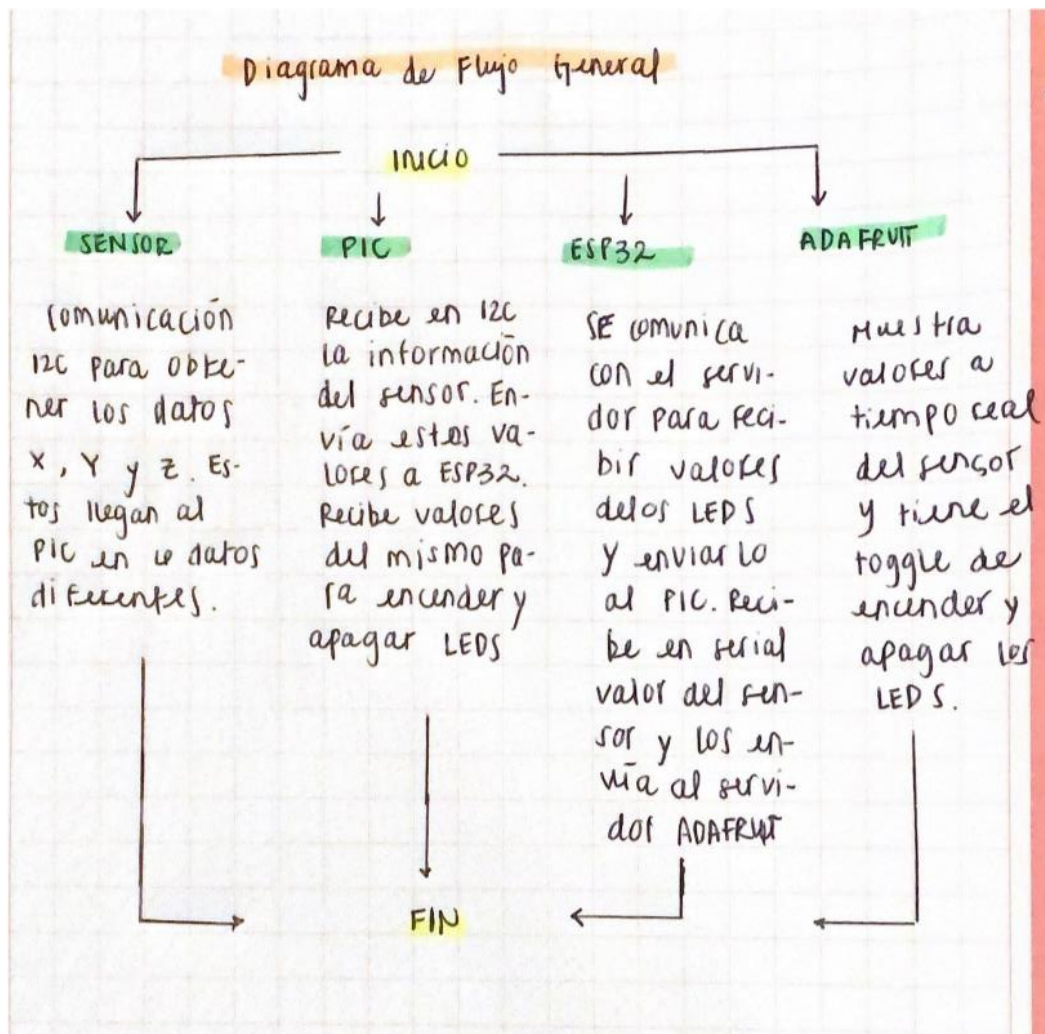 Diagrama de Flujo General
INICIO
SENSOR
comunicación
I2C para obte-
ner los datos
X, Y y Z. Es-
tos llegan al
PIC en datos
diferentes.
PIC
Recibe en I2C
la información
del sensor. En-
vía estos va-
lores a ESP32.
Recibe valores
del mismo pa-
ra encender y
apagar LEDS
ESP32
SE comunica
con el servi-
dor para reci-
bir valores
delos LEDS
y enviarlo
al PIC. Reci-
be en serial
valor del sen-
sor y los en-
vía al servi-
dor ADAFRUIT
ADAFRUIT
Muestra
valores a
tiempo real
del sensor
y tiene el
toggle de
encender y
apagar los
LEDS.
FIN